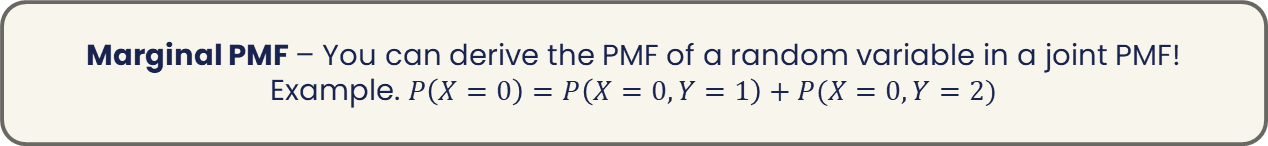 Marginal PMF – You can derive the PMF of a random variable in a joint PMF!
Example. P(X = 0) = P(X = 0, Y = 1) + P(X = 0, Y = 2)